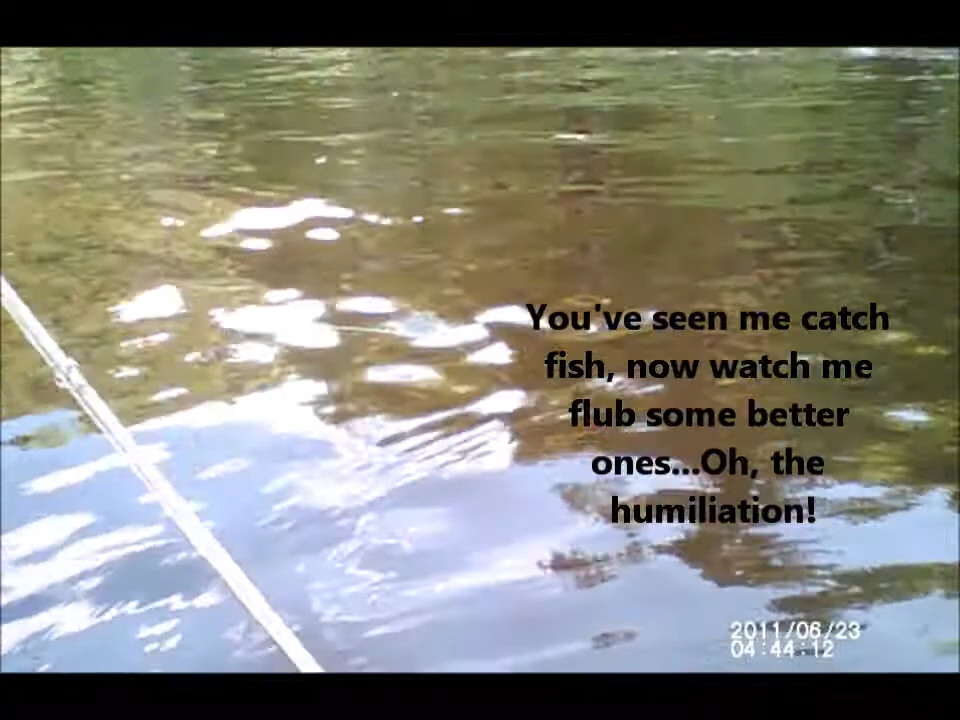 You've seen me catch
fish, now watch me
flub some better
ones...Oh, the
humiliation!
2011/06/23
04:44:12